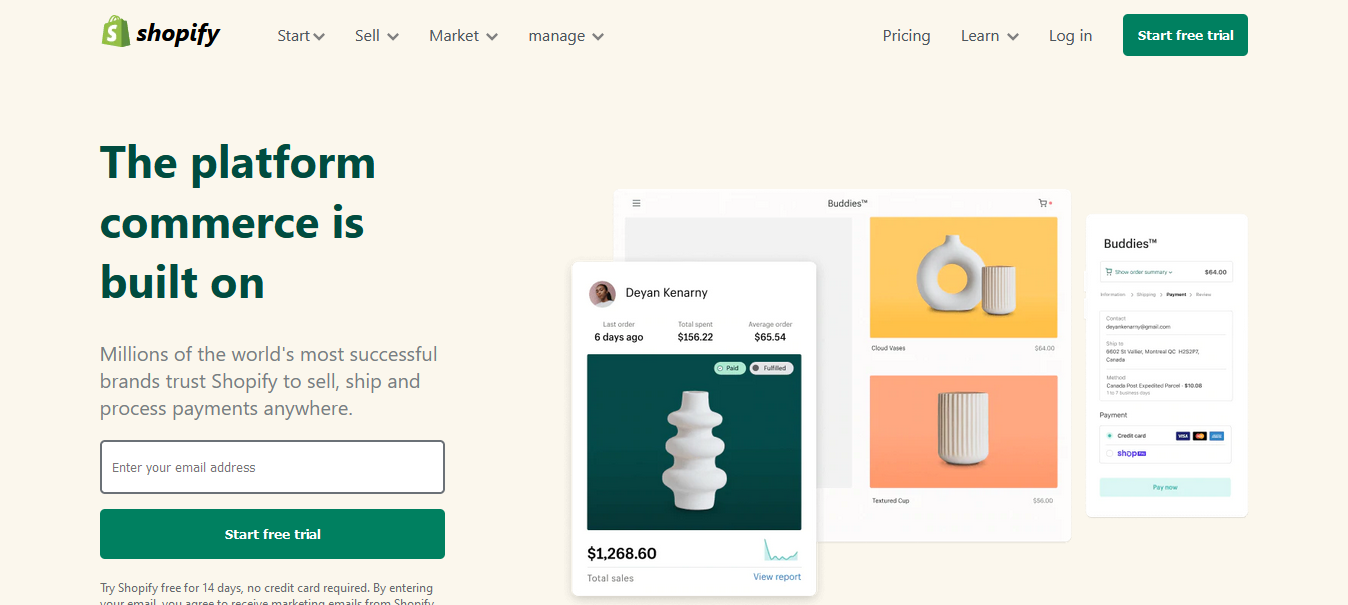 shopify
Start
Sell
Market
manage
Pricing
Learn
Log in
Start free trial
The platform
commerce is
built on
Millions of the world's most successful
brands trust Shopify to sell, ship and
process payments anywhere.
Enter your email address
Start free trial
Try Shopify free for 14 days, no credit card required. By entering
your email, you agree to receive marketing emails from Shopify.
Buddies™
Cloud Vases
$64.00
Textured Cup
$56.00
Deyan Kenarny
Last order
Total spent
Average order
6 days ago
$156.22
$65.54
Paid
Fulfilled
$1,268.60
Total sales
View report
Buddies™
Show order summary
$64.00
Information
Shipping
Payment
Review
Contact
deyankenarny@gmail.com
Ship to
9602 St Vallier, Montreal QC H2S2P7,
Canada
Method
Canada Post Expedited Parcel · $10.08
1 to 7 business days
Payment
Credit card
VISA
shop
Pay now